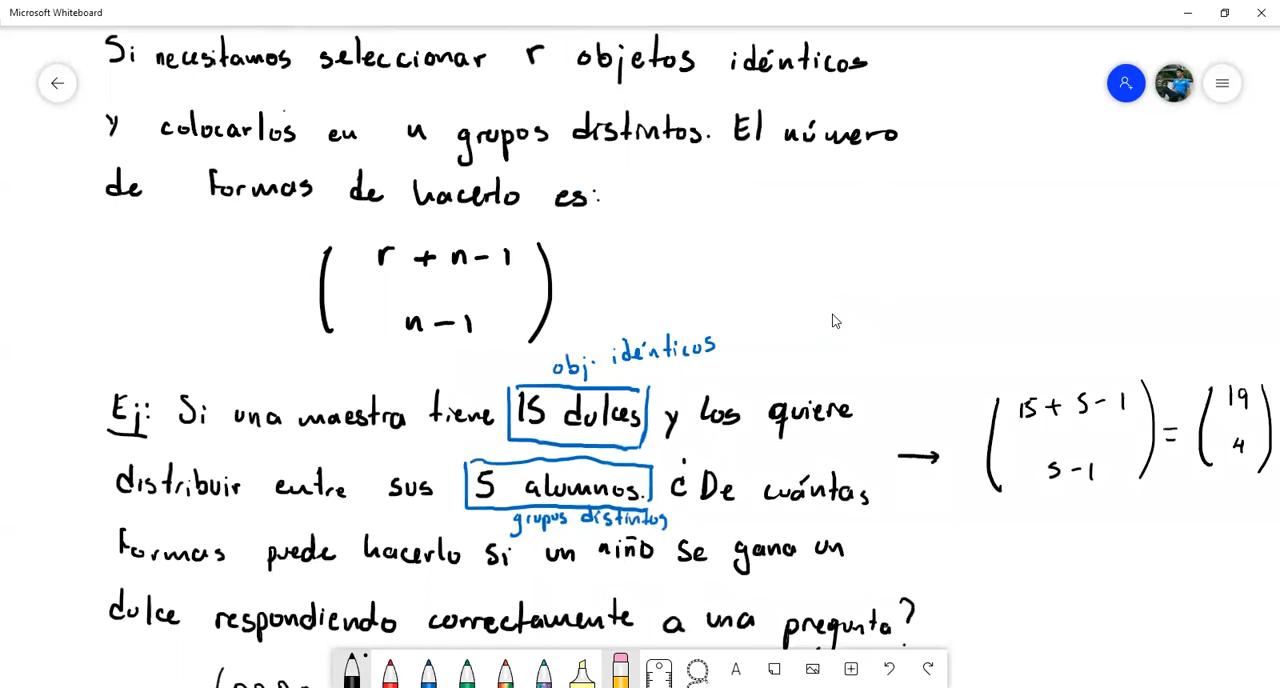 Microsoft Whiteboard
Si necesitamos seleccionar r objetos idénticos
y colocarlos en n grupos distintos. El número
de formas de hacerlo es:
( r + n - 1
n - 1 )
obj. idénticos
Ej: Si una maestra tiene 15 dulces y los quiere
distribuir entre sus 5 alumnos. ¿De cuántas
grupos distintos
formas puede hacerlo si un niño se gana un
dulce respondiendo correctamente a una pregunta?
→ ( 15 + 5 - 1
5 - 1 ) = ( 19
4 )
A